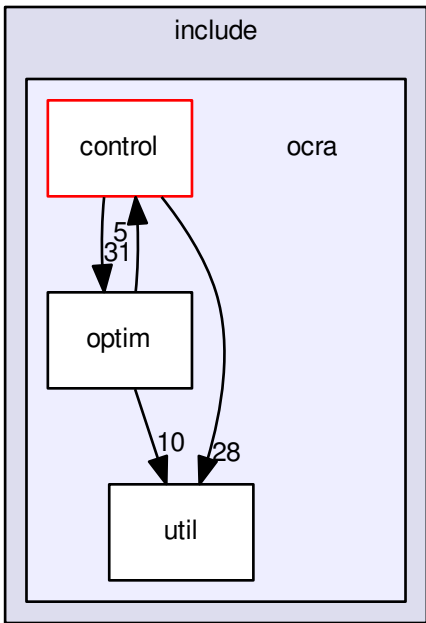 include
control
ocra
5
31
optim
10
28
util